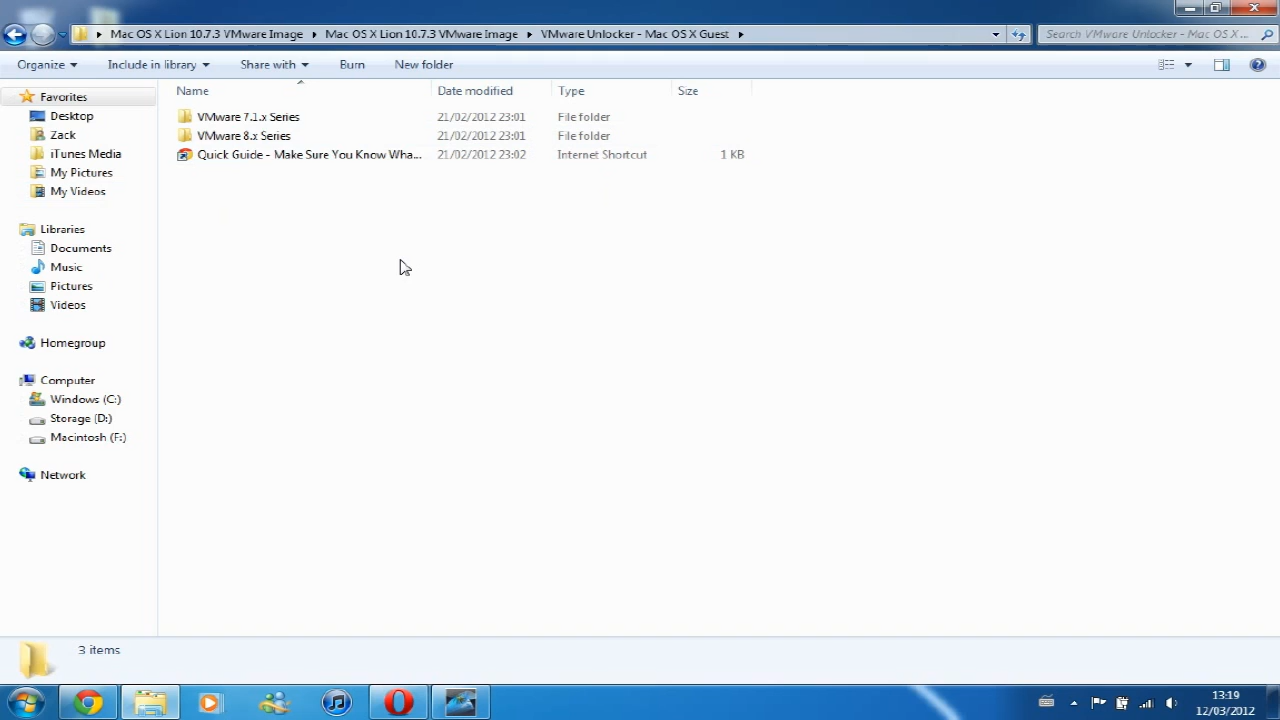 Mac OS X Lion 10.7.3 VMware Image Mac OS X Lion 10.7.3 VMware Image VMware Unlocker - Mac OS X Guest Search VMware Unlocker - Mac OS X ...
Organize Include in library Share with Burn New folder
Name Date modified Type Size
Favorites
Desktop
Zack
iTunes Media
My Pictures
My Videos
Libraries
Documents
Music
Pictures
Videos
Homegroup
Computer
Windows (C:)
Storage (D:)
Macintosh (F:)
Network
VMware 7.1.x Series 21/02/2012 23:01 File folder
VMware 8.x Series 21/02/2012 23:01 File folder
Quick Guide - Make Sure You Know Wha... 21/02/2012 23:02 Internet Shortcut 1 KB
3 items
13:19
12/03/2012